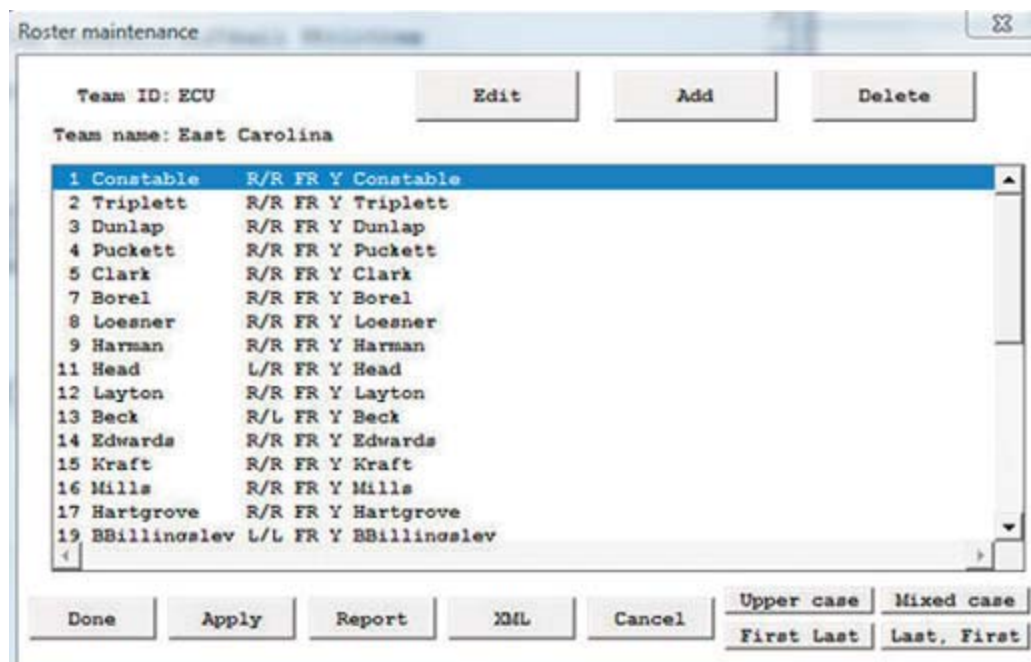 Roster maintenance
Team ID: ECU Edit Add Delete
Team name: East Carolina
1 Constable R/R FR Y Constable
2 Triplett R/R FR Y Triplett
3 Dunlap R/R FR Y Dunlap
4 Puckett R/R FR Y Puckett
5 Clark R/R FR Y Clark
7 Borel R/R FR Y Borel
8 Loesner R/R FR Y Loesner
9 Harman R/R FR Y Harman
11 Head L/R FR Y Head
12 Layton R/R FR Y Layton
13 Beck R/L FR Y Beck
14 Edwards R/R FR Y Edwards
15 Kraft R/R FR Y Kraft
16 Mills R/R FR Y Mills
17 Hartgrove R/R FR Y Hartgrove
19 BBillingsley L/L FR Y BBillingsley
Done Apply Report XML Cancel Upper case Mixed case
First Last Last, First